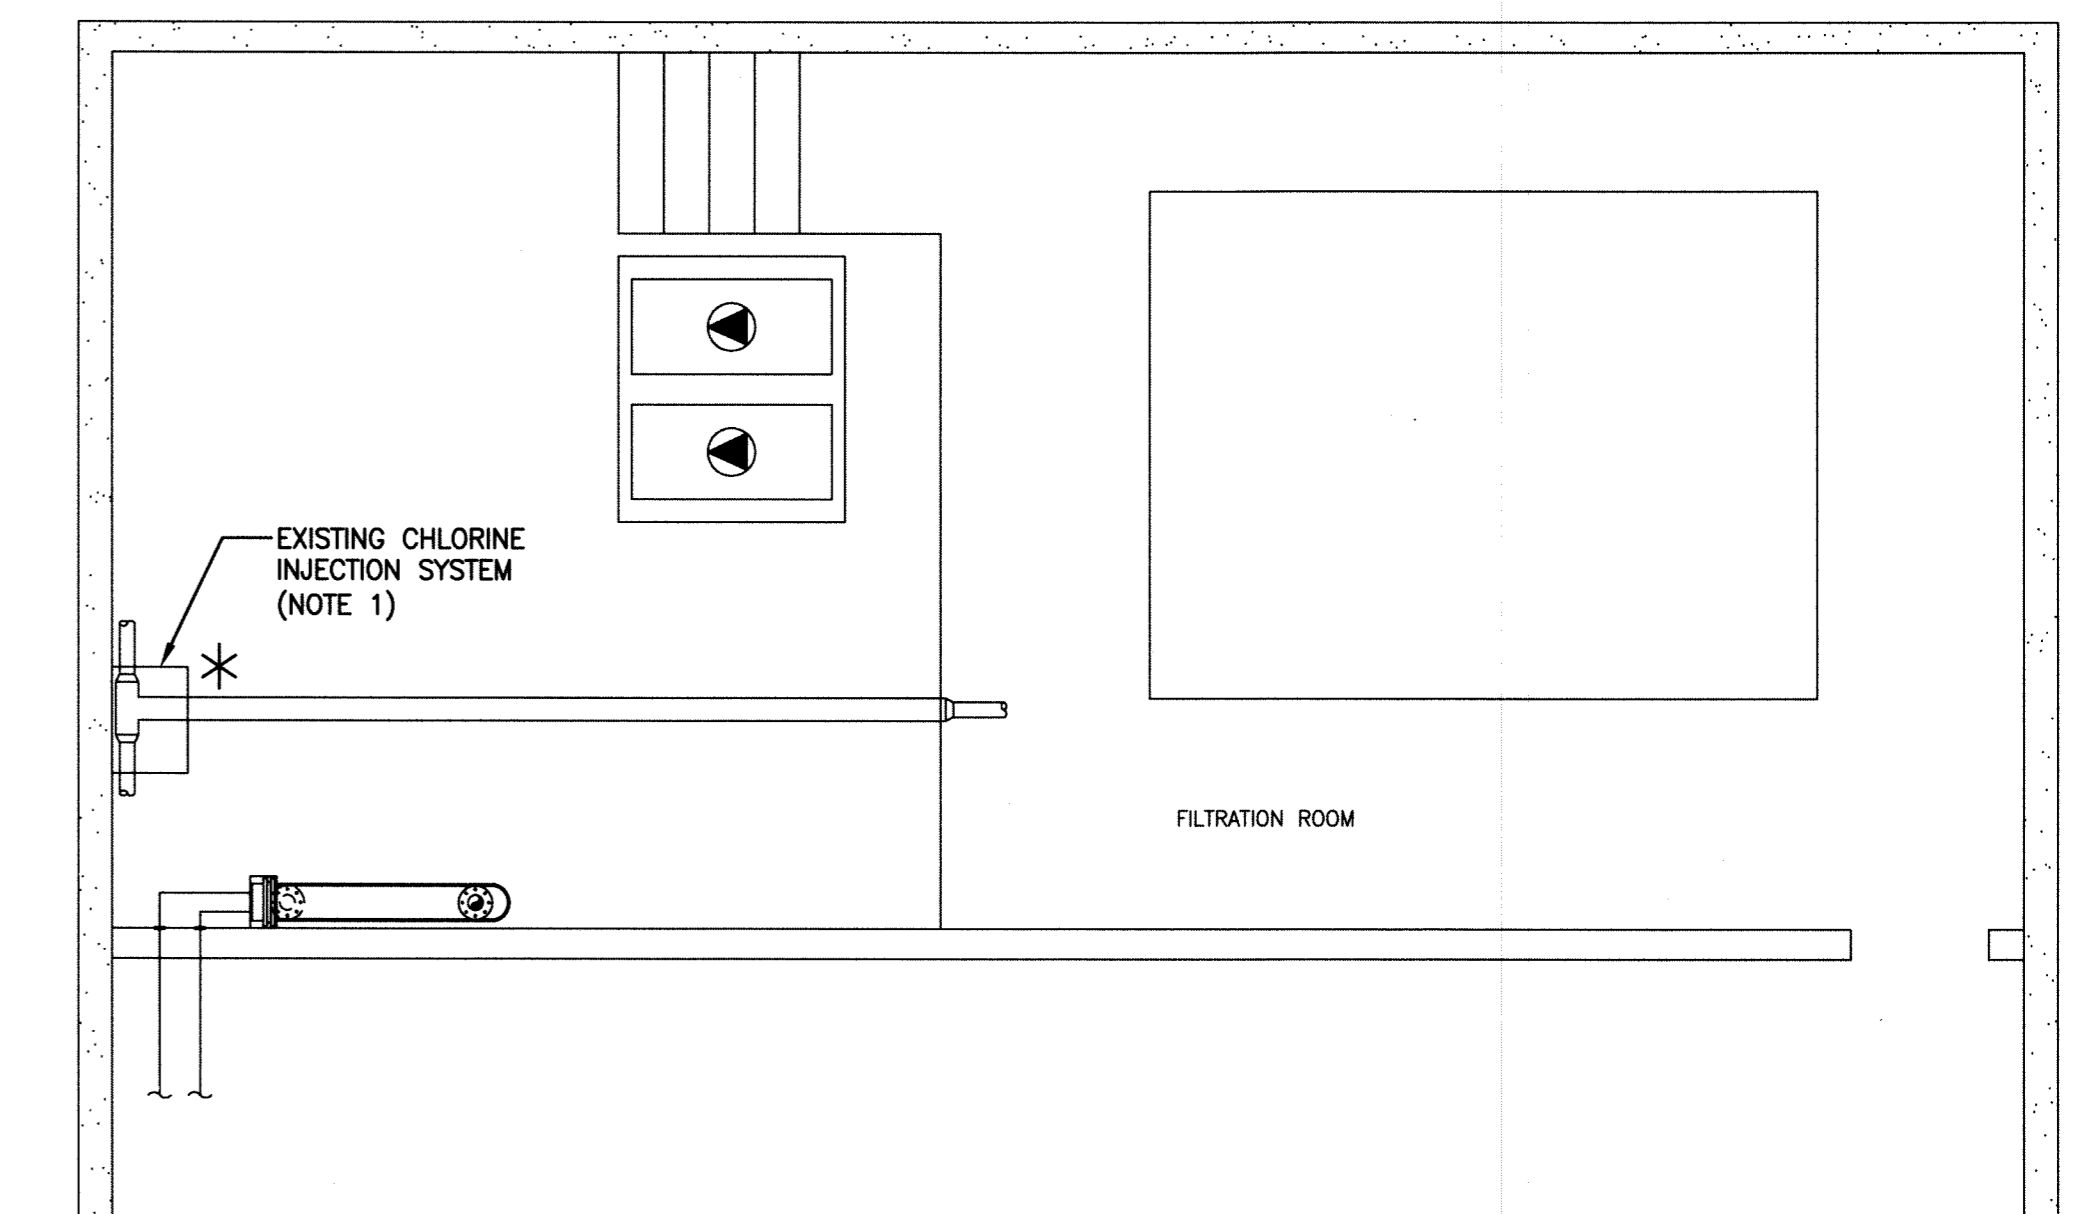 EXISTING CHLORINE
INJECTION SYSTEM
(NOTE 1)
FILTRATION ROOM